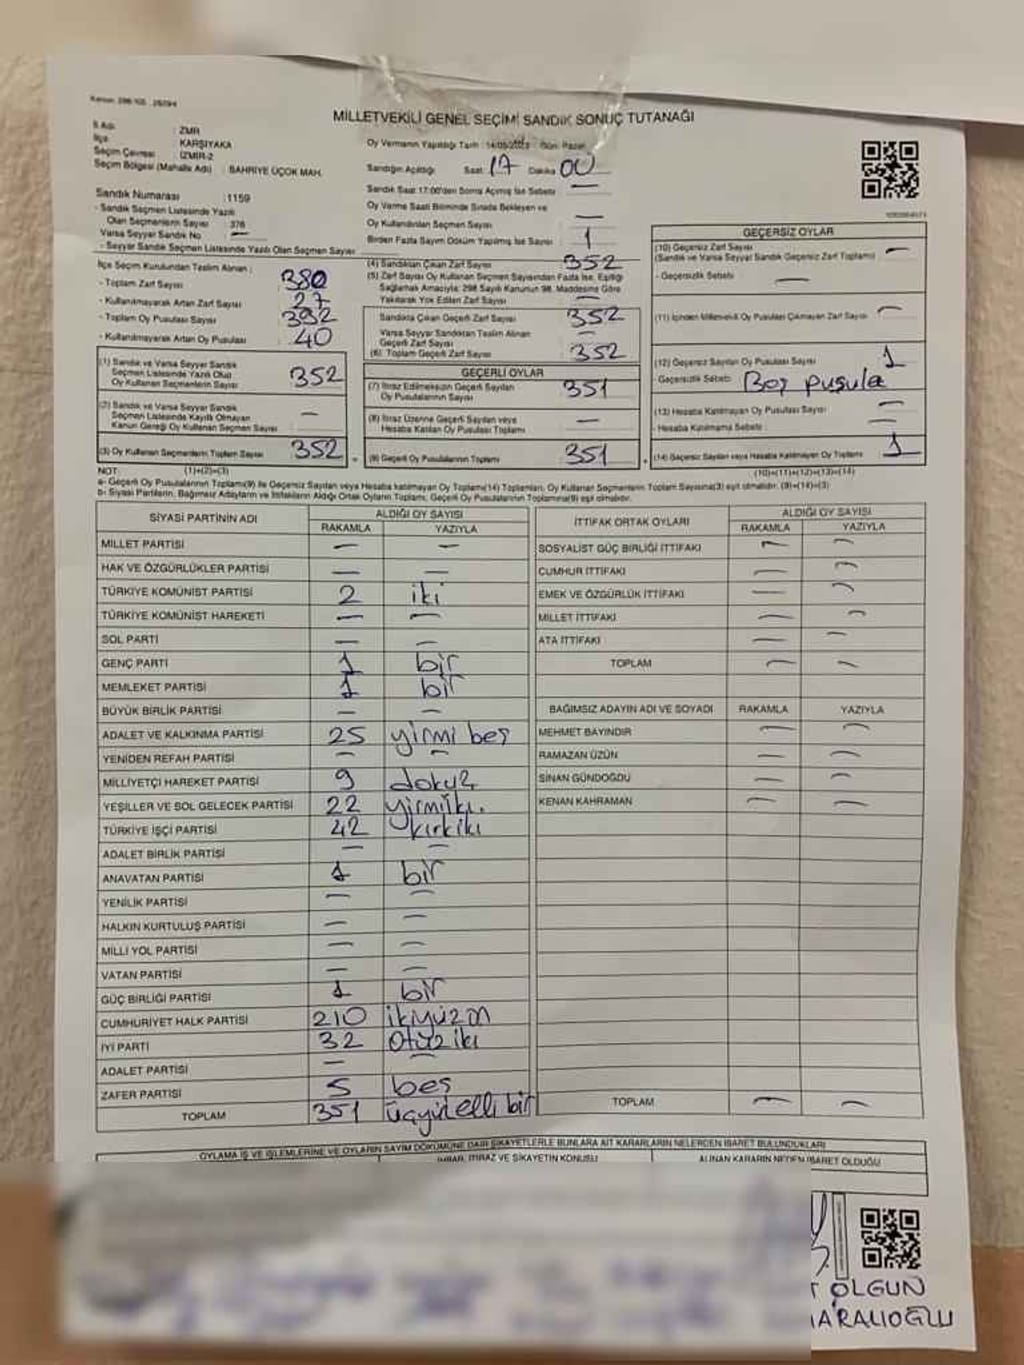 MİLLETVEKİLİ GENEL SEÇİMİ SANDIK SONUÇ TUTANAĞI
İl Adı : İZMİR
İlçe : KARŞIYAKA
Seçim Çevresi : İZMİR-2
Seçim Bölgesi (Mahalle Adı) : BAHRİYE ÜÇOK MAH.
Sandık Numarası :1159
- Sandık Seçmen Listesinde Yazılı
Olan Seçmenlerin Sayısı : 378
Varsa Seyyar Sandık No —
- Seyyar Sandık Seçmen Listesinde Yazılı Olan Seçmen Sayısı
İlçe Seçim Kurulundan Teslim Alınan :
- Toplam Zarf Sayısı 380
- Kullanılmayarak Artan Zarf Sayısı 27
- Toplam Oy Pusulası Sayısı 392
- Kullanılmayarak Artan Oy Pusulası 40
(1) Sandık ve Varsa Seyyar Sandık
Seçmen Listesinde Yazılı Olup
Oy Kullanan Seçmenlerin Sayısı 352
(2) Sandık ve Varsa Seyyar Sandık
Seçmen Listesinde Kayıtlı Olmayan
Kanun Gereği Oy Kullanan Seçmen Sayısı —
(3) Oy Kullanan Seçmenlerin Toplam Sayısı 352
Oy Vermenin Yapıldığı Tarih : 14/05/2023 Gün: Pazar
Sandığın Açıldığı Saat: 17 Dakika 00
Sandık Saat 17:00'den Sonra Açılmış İse Sebebi —
Oy Verme Saati Bitiminde Sırada Bekleyen ve
Oy Kullandırılan Seçmen Sayısı —
Birden Fazla Sayım Döküm Yapılmış İse Sayısı 1
(4) Sandıktan Çıkan Zarf Sayısı 352
(5) Zarf Sayısı Oy Kullanan Seçmen Sayısından Fazla İse, Eşitliği
Sağlamak Amacıyla; 298 Sayılı Kanunun 98. Maddesine Göre
Yakılarak Yok Edilen Zarf Sayısı —
Sandıkta Çıkan Geçerli Zarf Sayısı 352
Varsa Seyyar Sandıktan Teslim Alınan
Geçerli Zarf Sayısı —
(6) Toplam Geçerli Zarf Sayısı 352
GEÇERLİ OYLAR
(7) İtiraz Edilmeksizin Geçerli Sayılan
Oy Pusulalarının Sayısı 351
(8) İtiraz Üzerine Geçerli Sayılan veya
Hesaba Katılan Oy Pusulası Toplamı —
(9) Geçerli Oy Pusulalarının Toplamı 351
GEÇERSİZ OYLAR
(10) Geçersiz Zarf Sayısı —
(Sandık ve Varsa Seyyar Sandık Geçersiz Zarf Toplamı)
- Geçersizlik Sebebi: —
(11) İçinden Milletvekili Oy Pusulası Çıkmayan Zarf Sayısı —
(12) Geçersiz Sayılan Oy Pusulası Sayısı 1
- Geçersizlik Sebebi: Boş pusula
(13) Hesaba Katılmayan Oy Pusulası Sayısı —
- Hesaba Katılmama Sebebi : —
(14) Geçersiz Sayılan veya Hesaba Katılmayan Oy Pusulaları Toplamı 1
NOT: (1)+(2)=(3) (10)+(11)+(12)+(13)=(14)
a- Geçerli Oy Pusulalarının Toplamı(9) ile Geçersiz veya Hesaba katılmayan Oy Toplamı(14) Toplamları, Oy Kullanan Seçmenlerin Toplam Sayısına(3) eşit olmalıdır. (9)+(14)=(3)
b- Siyasi Partilerin, Bağımsız Adayların ve İttifakların Aldığı Ortak Oyların Toplamı, Geçerli Oy Pusulalarının Toplamına(9) eşit olmalıdır.
SİYASİ PARTİNİN ADI ALDIĞI OY SAYISI
RAKAMLA YAZIYLA
MİLLET PARTİSİ — —
HAK VE ÖZGÜRLÜKLER PARTİSİ — —
TÜRKİYE KOMÜNİST PARTİSİ 2 iki
TÜRKİYE KOMÜNİST HAREKETİ — —
SOL PARTİ — —
GENÇ PARTİ 1 bir
MEMLEKET PARTİSİ 1 bir
BÜYÜK BİRLİK PARTİSİ — —
ADALET VE KALKINMA PARTİSİ 25 yirmi beş
YENİDEN REFAH PARTİSİ — —
MİLLİYETÇİ HAREKET PARTİSİ 9 dokuz
YEŞİLLER VE SOL GELECEK PARTİSİ 22 yirmiiki
TÜRKİYE İŞÇİ PARTİSİ 42 kırkiki
ADALET BİRLİK PARTİSİ —
ANAVATAN PARTİSİ 1 bir
YENİLİK PARTİSİ — —
HALKIN KURTULUŞ PARTİSİ — —
MİLLİ YOL PARTİSİ — —
VATAN PARTİSİ — —
GÜÇ BİRLİĞİ PARTİSİ 1 bir
CUMHURİYET HALK PARTİSİ 210 ikiyüzon
İYİ PARTİ 32 otuziki
ADALET PARTİSİ — —
ZAFER PARTİSİ 5 beş
TOPLAM 351 üçyüzelli bir
İTTİFAK ORTAK OYLARI ALDIĞI OY SAYISI
RAKAMLA YAZIYLA
SOSYALİST GÜÇ BİRLİĞİ İTTİFAKI — —
CUMHUR İTTİFAKI — —
EMEK VE ÖZGÜRLÜK İTTİFAKI — —
MİLLET İTTİFAKI — —
ATA İTTİFAKI — —
TOPLAM — —
BAĞIMSIZ ADAYIN ADI VE SOYADI RAKAMLA YAZIYLA
MEHMET BAYINDIR — —
RAMAZAN ÜZÜN — —
SİNAN GÜNDOĞDU — —
KENAN KAHRAMAN — —
TOPLAM — —
OYLAMA İŞ VE İŞLEMLERİNE VE OYLARIN SAYIM DÖKÜMÜNE DAİR ŞİKAYETLERLE BUNLARA AİT KARARLARIN NELERDEN İBARET BULUNDUKLARI
İHBAR, İTİRAZ VE ŞİKAYETİN KONUSU ALINAN KARARIN NEDEN İBARET OLDUĞU
OLGUN